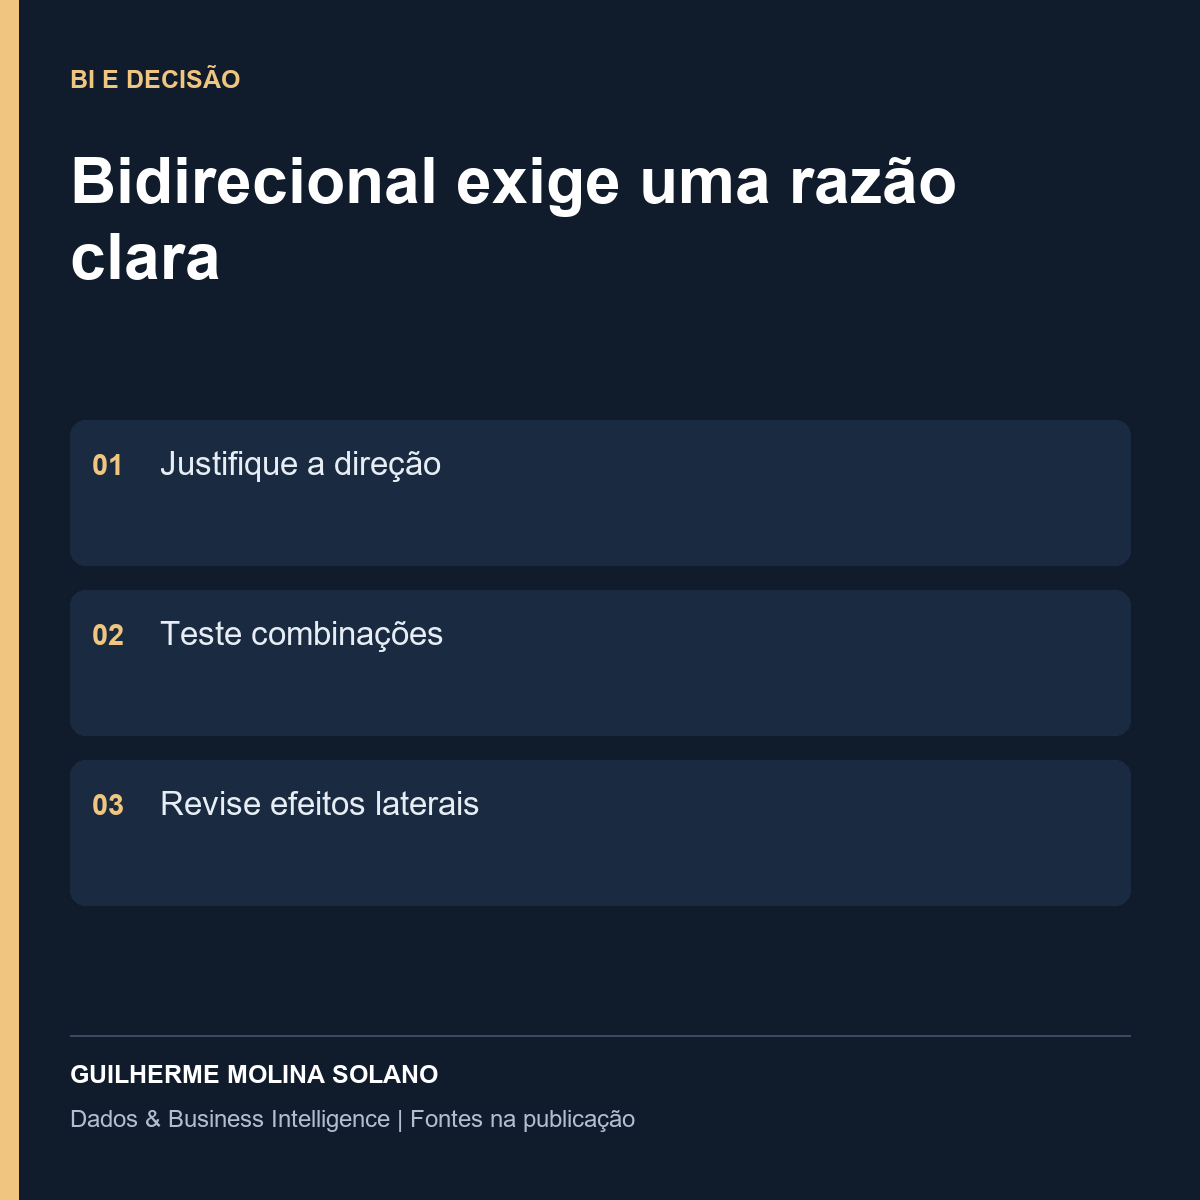 BI E DECISÃO
Bidirecional exige uma razão
clara
01 Justifique a direção
02 Teste combinações
03 Revise efeitos laterais
GUILHERME MOLINA SOLANO
Dados & Business Intelligence | Fontes na publicação